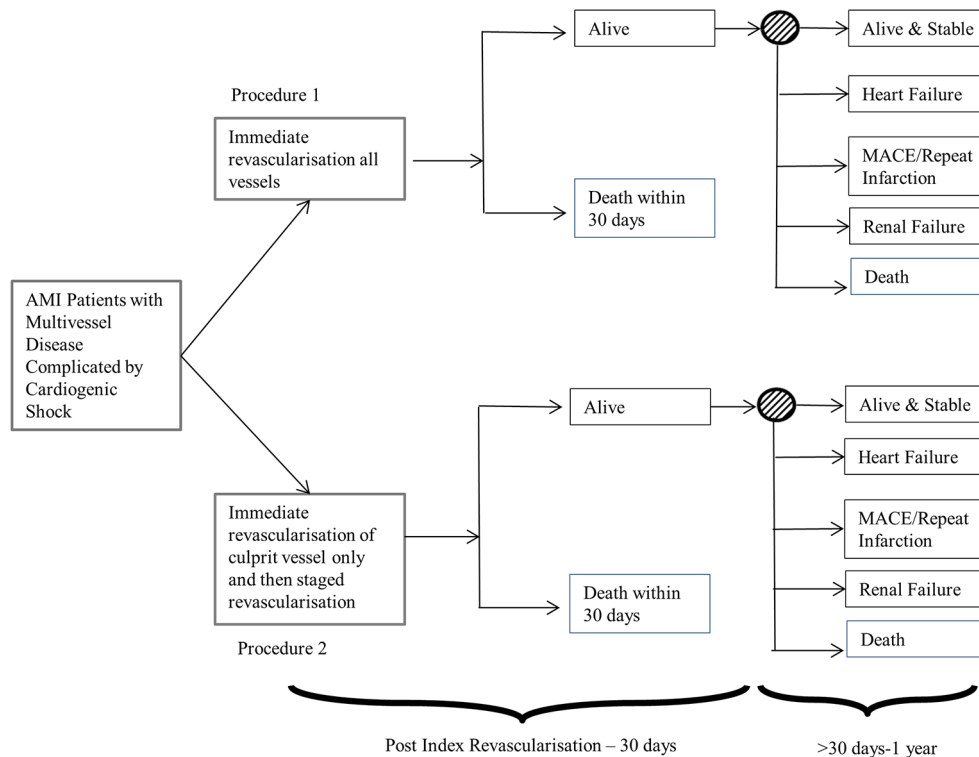 Procedure 1
Immediate
revascularisation all
vessels
Alive
Death within
30 days
Alive & Stable
Heart Failure
MACE/Repeat
Infarction
Renal Failure
Death
AMI Patients with
Multivessel
Disease
Complicated by
Cardiogenic
Shock
Immediate
revascularisation of
culprit vessel only
and then staged
revascularisation
Procedure 2
Alive
Death within
30 days
Alive & Stable
Heart Failure
MACE/Repeat
Infarction
Renal Failure
Death
Post Index Revascularisation – 30 days
>30 days-1 year